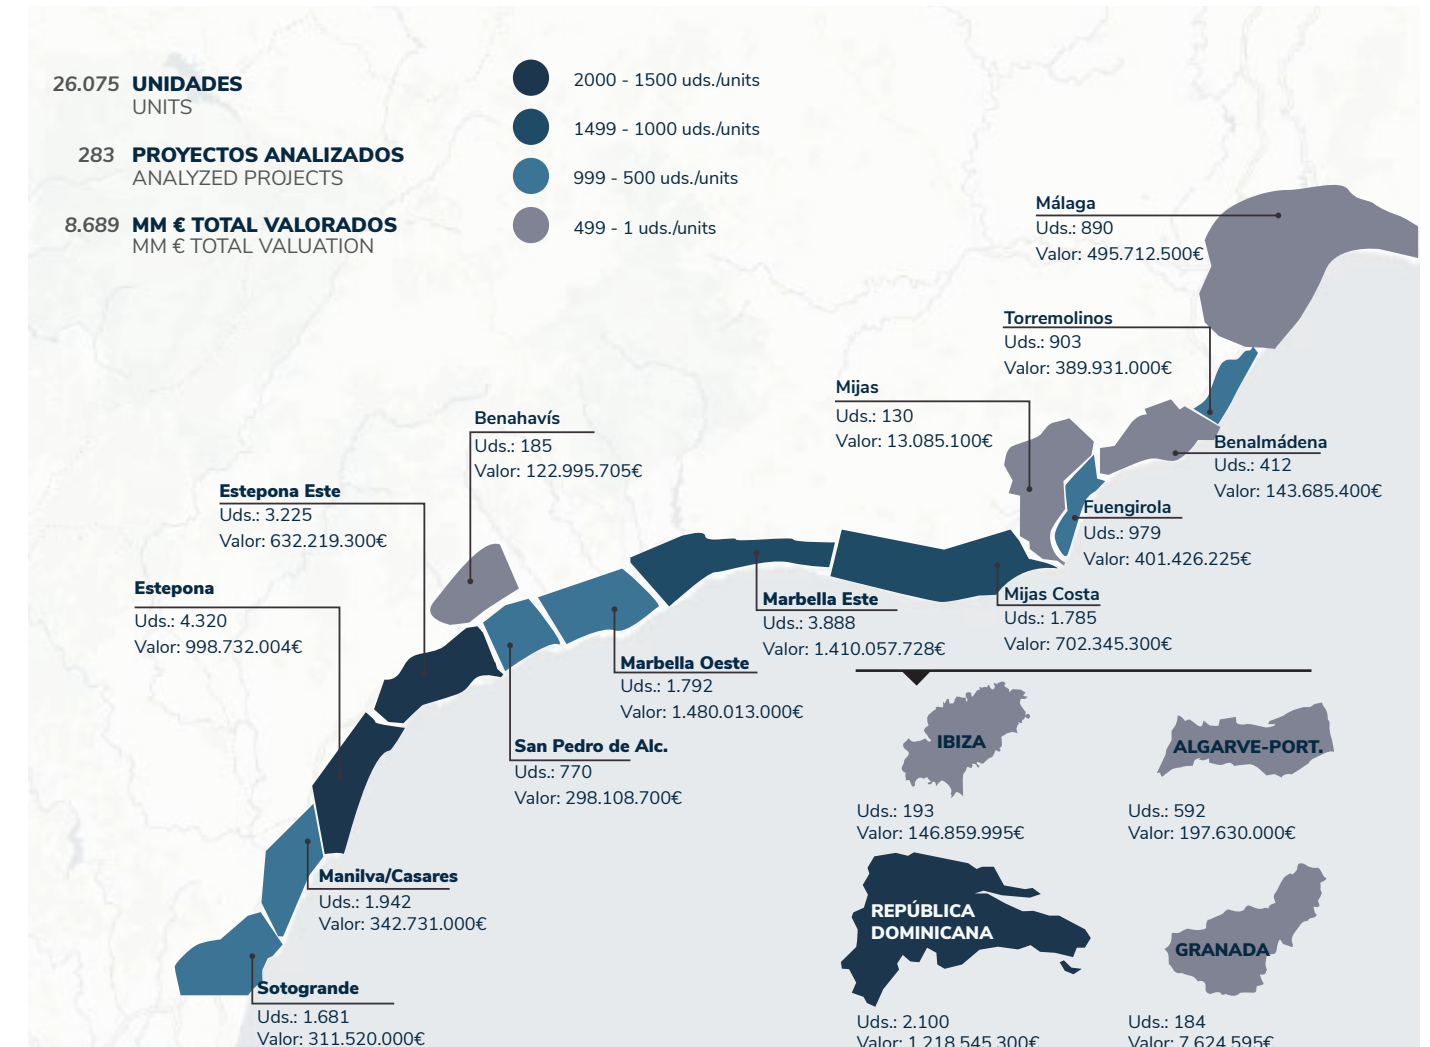 26.075 UNIDADES
UNITS
283 PROYECTOS ANALIZADOS
ANALYZED PROJECTS
8.689 MM € TOTAL VALORADOS
MM € TOTAL VALUATION
2000 - 1500 uds./units
1499 - 1000 uds./units
999 - 500 uds./units
499 - 1 uds./units
Málaga
Uds.: 890
Valor: 495.712.500€
Torremolinos
Uds.: 903
Valor: 389.931.000€
Mijas
Uds.: 130
Valor: 13.085.100€
Benalmádena
Uds.: 412
Valor: 143.685.400€
Benahavís
Uds.: 185
Valor: 122.995.705€
Fuengirola
Uds.: 979
Valor: 401.426.225€
Estepona Este
Uds.: 3.225
Valor: 632.219.300€
Estepona
Uds.: 4.320
Valor: 998.732.004€
Marbella Este
Uds.: 3.888
Valor: 1.410.057.728€
Mijas Costa
Uds.: 1.785
Valor: 702.345.300€
Marbella Oeste
Uds.: 1.792
Valor: 1.480.013.000€
San Pedro de Alc.
Uds.: 770
Valor: 298.108.700€
Manilva/Casares
Uds.: 1.942
Valor: 342.731.000€
Sotogrande
Uds.: 1.681
Valor: 311.520.000€
IBIZA
Uds.: 193
Valor: 146.859.995€
ALGARVE-PORT.
Uds.: 592
Valor: 197.630.000€
REPÚBLICA
DOMINICANA
Uds.: 2.100
Valor: 1.218.545.300€
GRANADA
Uds.: 184
Valor: 7.624.595€